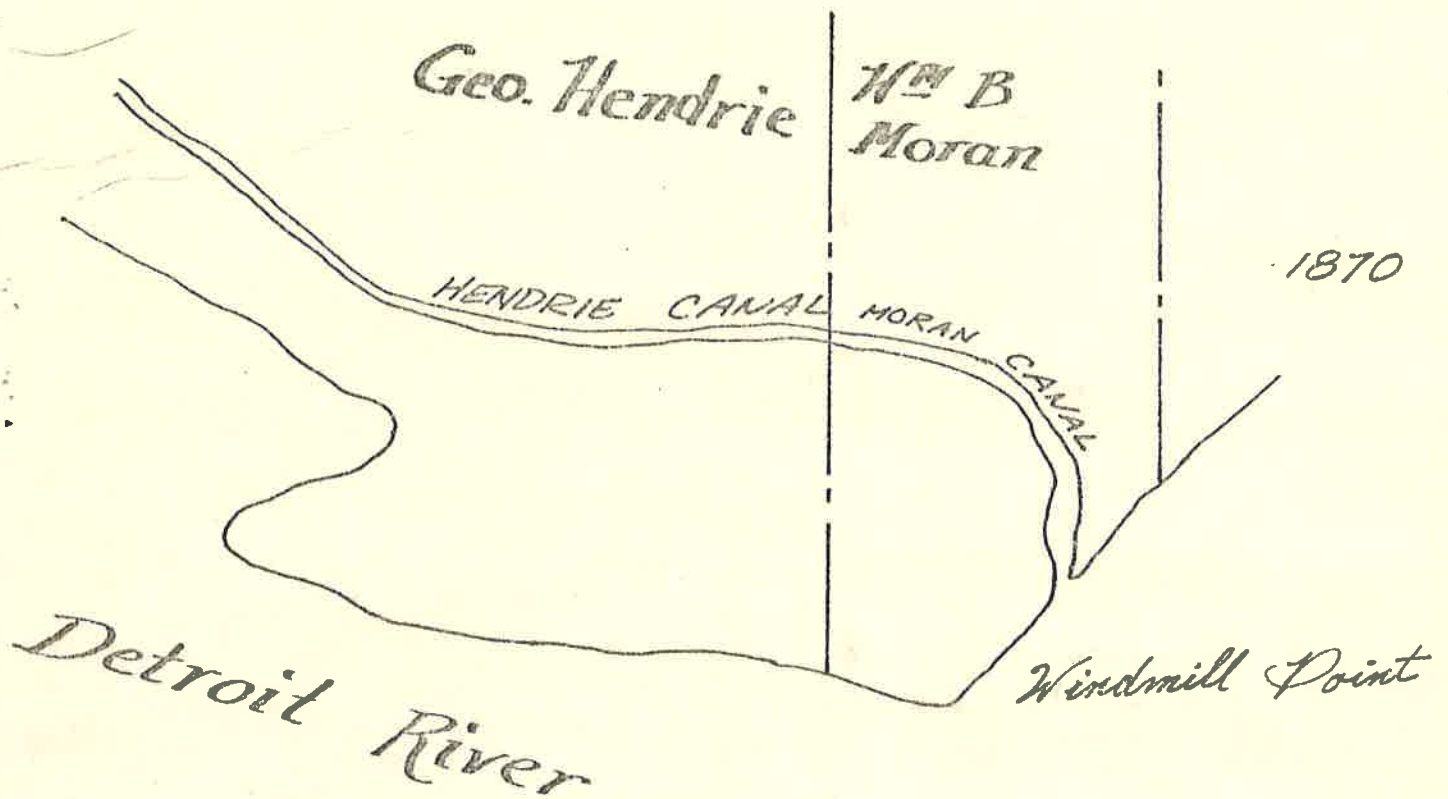 Geo. Hendrie
Wm B
Moran
1870
HENDRIE CANAL
MORAN CANAL
Windmill Point
Detroit River